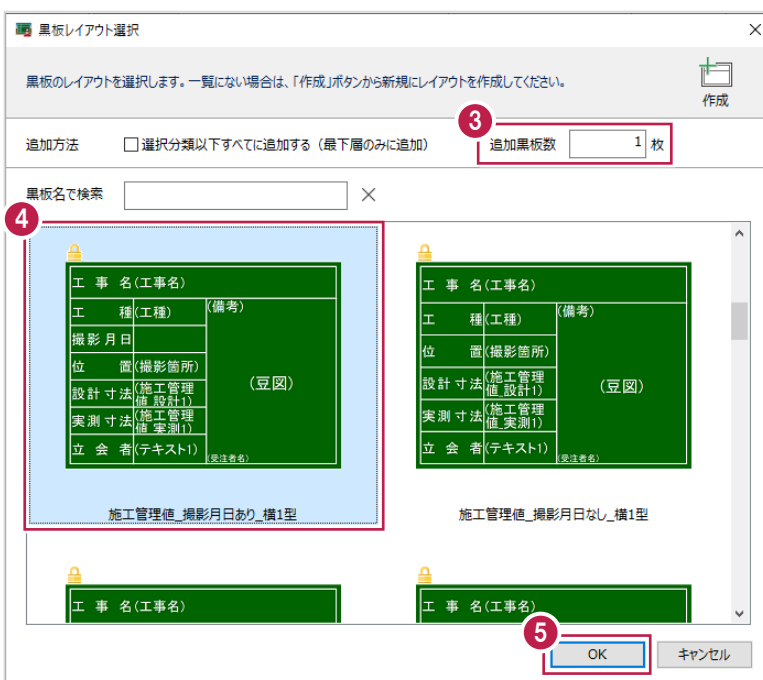 黒板レイアウト選択
黒板のレイアウトを選択します。一覧にない場合は、「作成」ボタンから新規にレイアウトを作成してください。
作成
3
追加方法 選択分類以下すべてに追加する（最下層のみに追加） 追加黒板数 1 枚
黒板名で検索
4
工事名 (工事名)
工種 (工種) (備考)
撮影月日
位置 (撮影箇所)
(豆図)
設計寸法 (施工管理
値_設計1)
実測寸法 (施工管理
値_実測1)
立会者 (テキスト1)
(受注者名)
施工管理値_撮影月日あり_横1型
工事名 (工事名)
工種 (工種) (備考)
位置 (撮影箇所)
設計寸法 (施工管理
値_設計1)
(豆図)
実測寸法 (施工管理
値_実測1)
立会者 (テキスト1)
(受注者名)
施工管理値_撮影月日なし_横1型
工事名 (工事名)
工事名 (工事名)
5
OK キャンセル